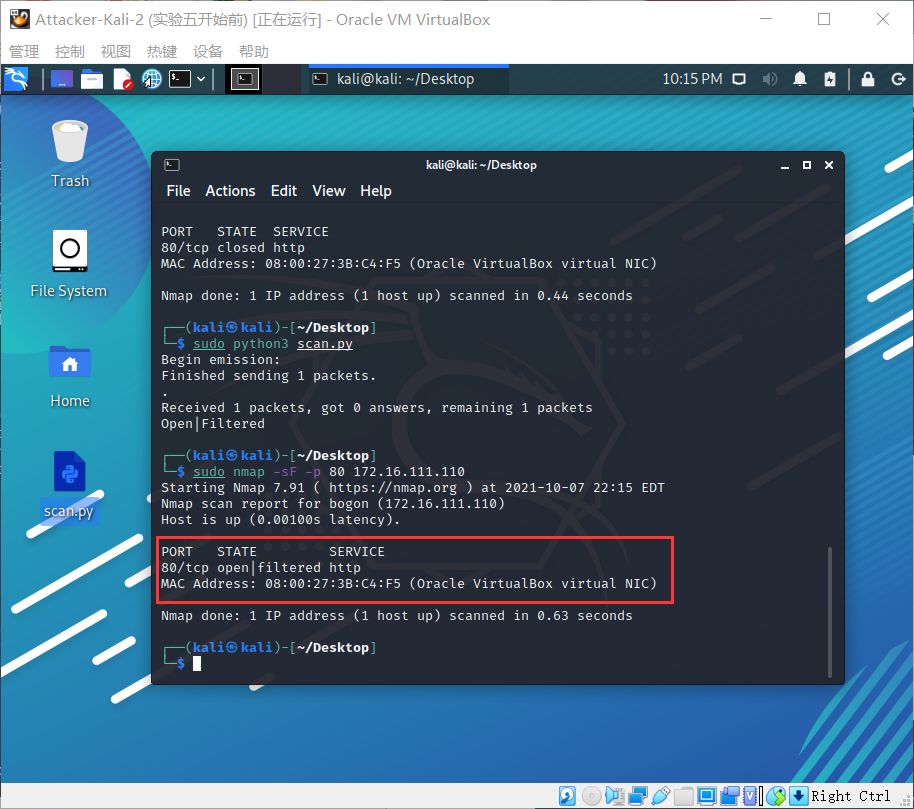 Attacker-Kali-2 (实验五开始前) [正在运行] - Oracle VM VirtualBox
管理 控制 视图 热键 设备 帮助
kali@kali: ~/Desktop
10:15 PM
Trash
File System
Home
scan.py
kali@kali: ~/Desktop
File Actions Edit View Help
PORT   STATE  SERVICE
80/tcp closed http
MAC Address: 08:00:27:3B:C4:F5 (Oracle VirtualBox virtual NIC)
Nmap done: 1 IP address (1 host up) scanned in 0.44 seconds
┌──(kali㉿kali)-[~/Desktop]
└─$ sudo python3 scan.py
Begin emission:
Finished sending 1 packets.
.
Received 1 packets, got 0 answers, remaining 1 packets
Open|Filtered
┌──(kali㉿kali)-[~/Desktop]
└─$ sudo nmap -sF -p 80 172.16.111.110
Starting Nmap 7.91 ( https://nmap.org ) at 2021-10-07 22:15 EDT
Nmap scan report for bogon (172.16.111.110)
Host is up (0.00100s latency).
PORT   STATE         SERVICE
80/tcp open|filtered http
MAC Address: 08:00:27:3B:C4:F5 (Oracle VirtualBox virtual NIC)
Nmap done: 1 IP address (1 host up) scanned in 0.63 seconds
┌──(kali㉿kali)-[~/Desktop]
└─$
Right Ctrl